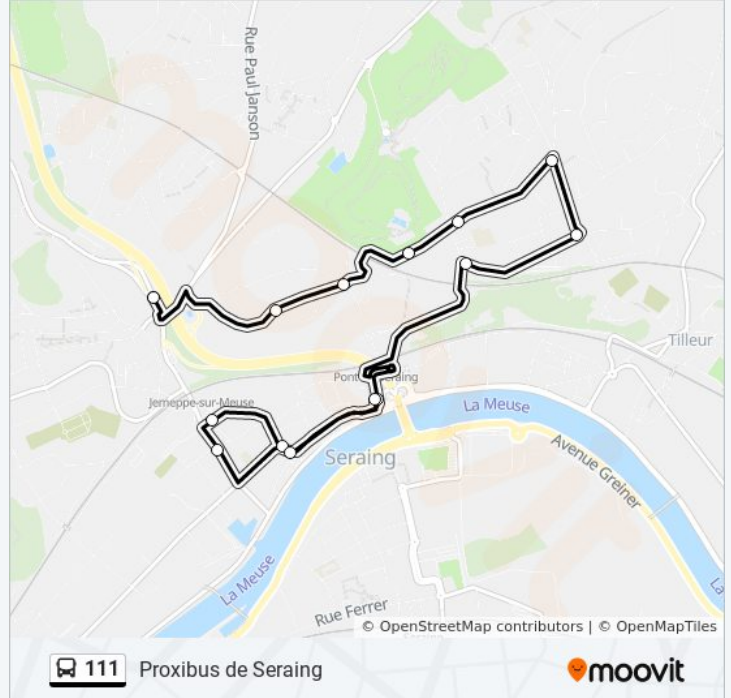 Rue Paul Janson
Tilleur
Pont de Seraing
Jemeppe-sur-Meuse
La Meuse
Seraing
Avenue Greiner
La Meuse
La
Rue Ferrer
© OpenStreetMap contributors | © OpenMapTiles
111 Proxibus de Seraing
moovit